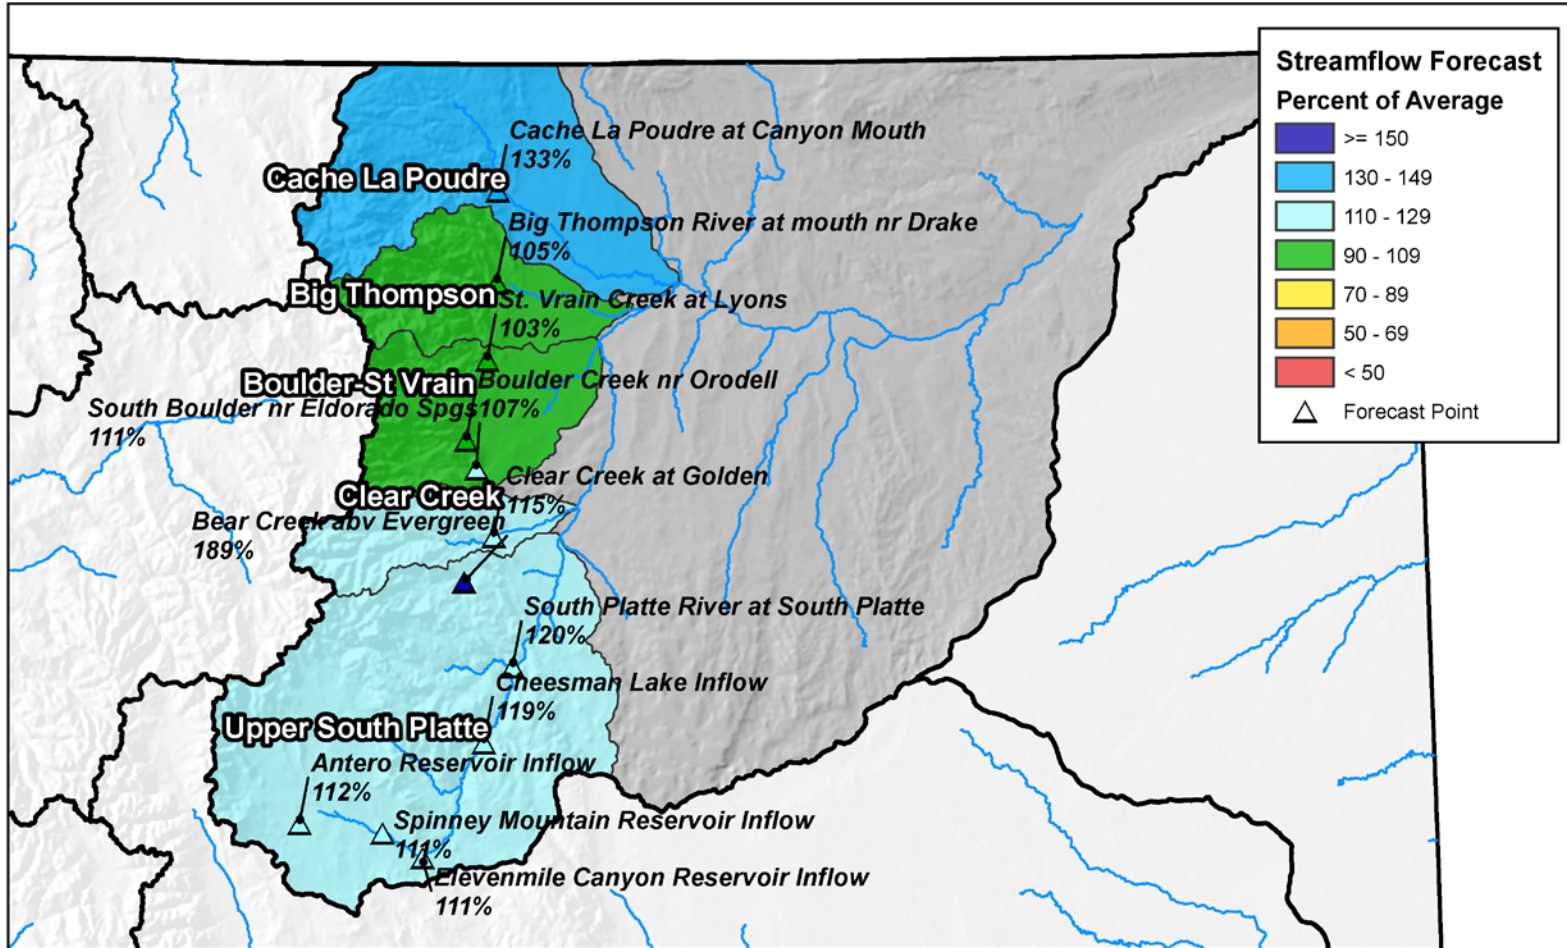 Streamflow Forecast
Percent of Average
>= 150
130 - 149
110 - 129
90 - 109
70 - 89
50 - 69
< 50
Forecast Point
Cache La Poudre at Canyon Mouth
133%
Cache La Poudre
Big Thompson River at mouth nr Drake
105%
Big Thompson
St. Vrain Creek at Lyons
103%
Boulder-St Vrain
Boulder Creek nr Orodell
107%
South Boulder nr Eldorado Spgs
111%
Clear Creek at Golden
115%
Clear Creek
Bear Creek abv Evergreen
189%
South Platte River at South Platte
120%
Cheesman Lake Inflow
119%
Upper South Platte
Antero Reservoir Inflow
112%
Spinney Mountain Reservoir Inflow
111%
Elevenmile Canyon Reservoir Inflow
111%